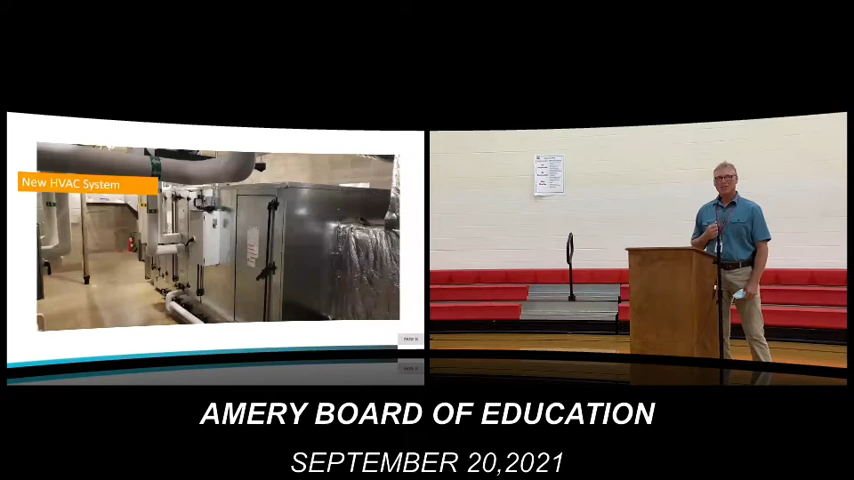 New HVAC System
AMERY BOARD OF EDUCATION
SEPTEMBER 20,2021